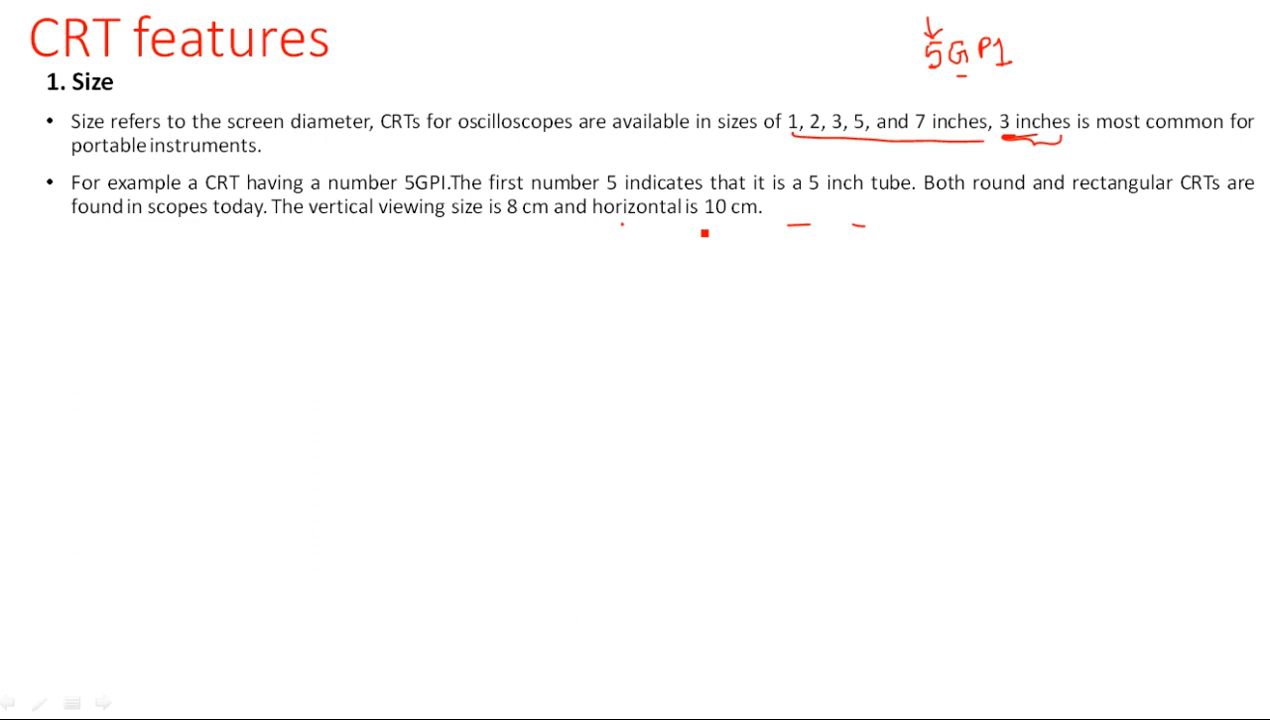 CRT features
5GP1
1. Size
• Size refers to the screen diameter, CRTs for oscilloscopes are available in sizes of 1, 2, 3, 5, and 7 inches, 3 inches is most common for
portable instruments.
• For example a CRT having a number 5GPI.The first number 5 indicates that it is a 5 inch tube. Both round and rectangular CRTs are
found in scopes today. The vertical viewing size is 8 cm and horizontal is 10 cm.